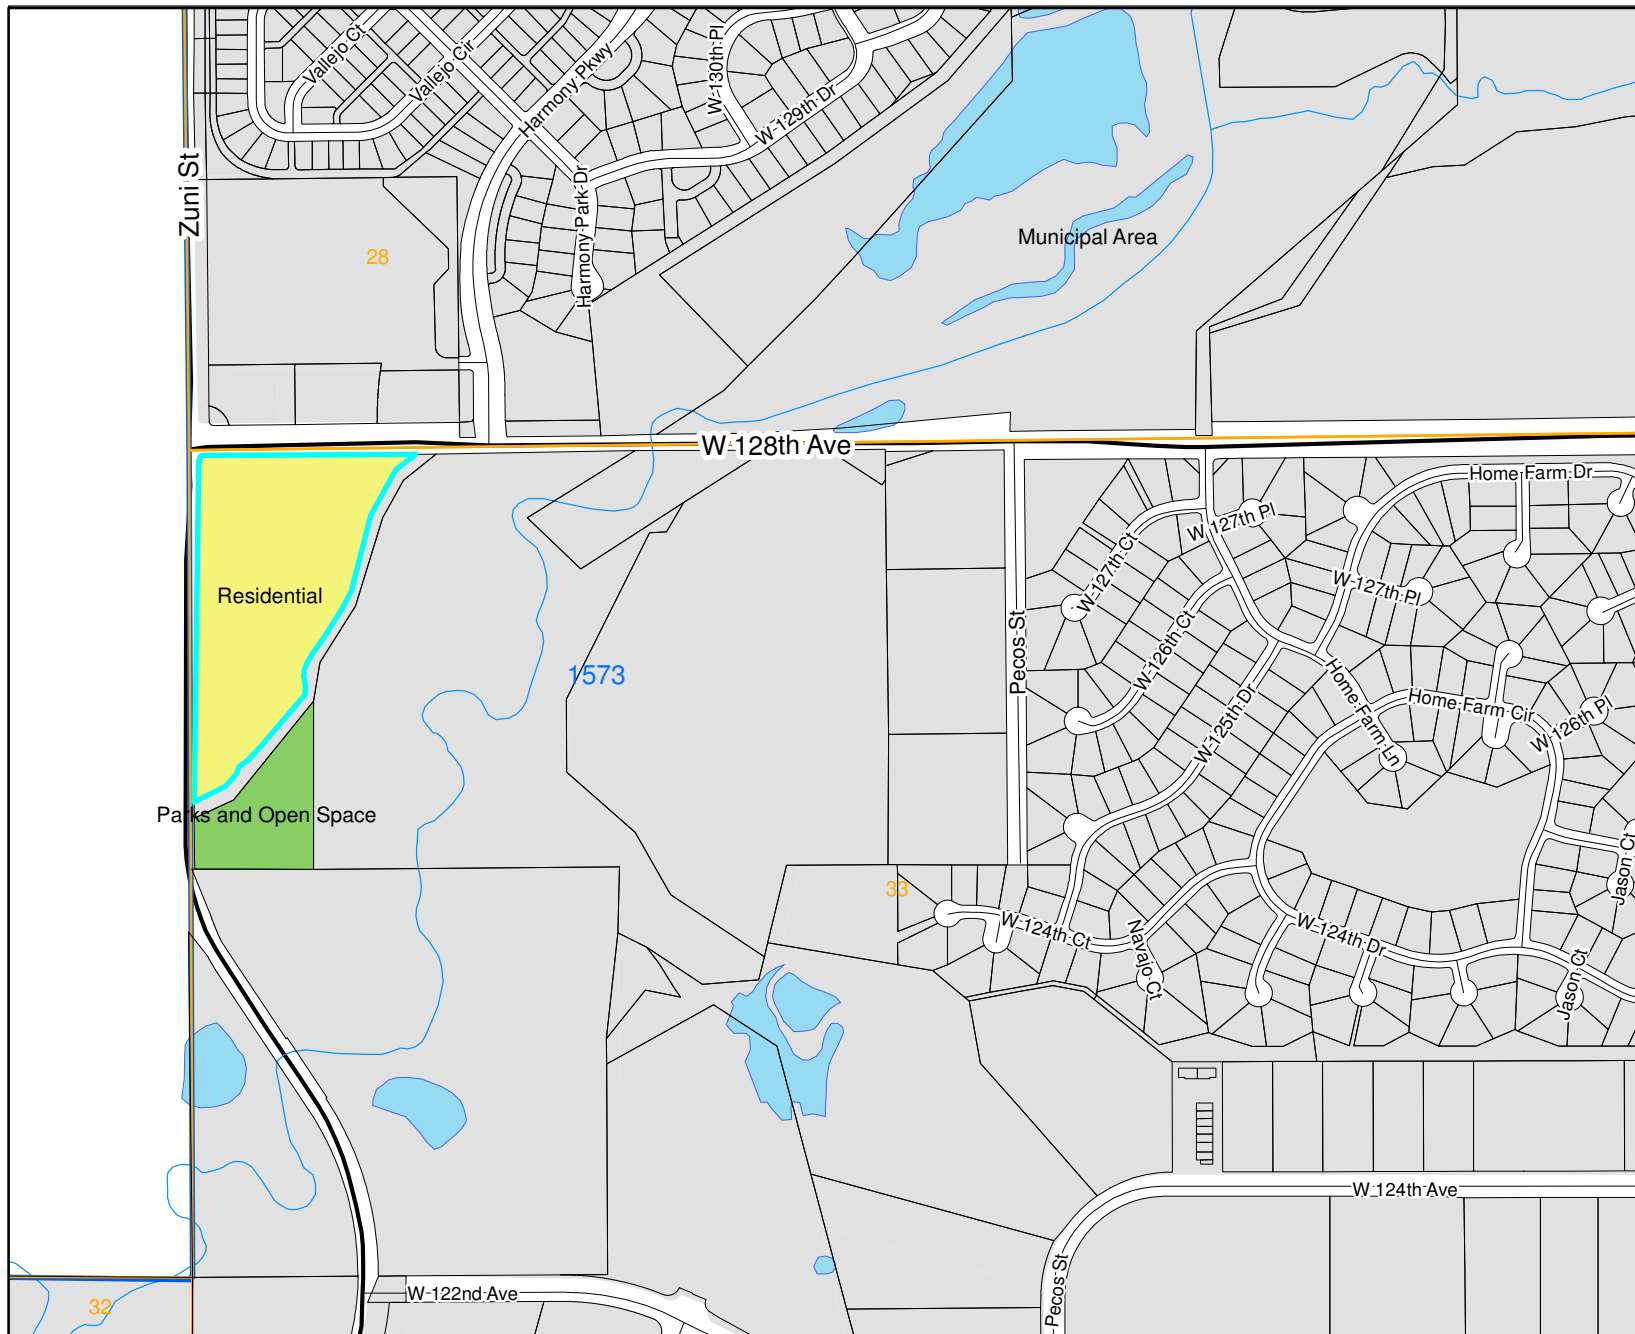 Vallejo Ct
Vallejo Cir
Harmony Pkwy
W 130th Pl
W 129th Dr
Zuni St
Harmony Park Dr
Municipal Area
28
W 128th Ave
Home Farm Dr
W 127th Pl
W 127th Ct
W 127th Pl
Residential
W 126th Ct
Pecos St
1573
Home Farm Ln
Home Farm Cir
W 126th Pl
W 125th Dr
Parks and Open Space
Jason Ct
33
W 124th Ct
Navajo Ct
W 124th Dr
Jason Ct
W 124th Ave
Pecos St
W 122nd Ave
32